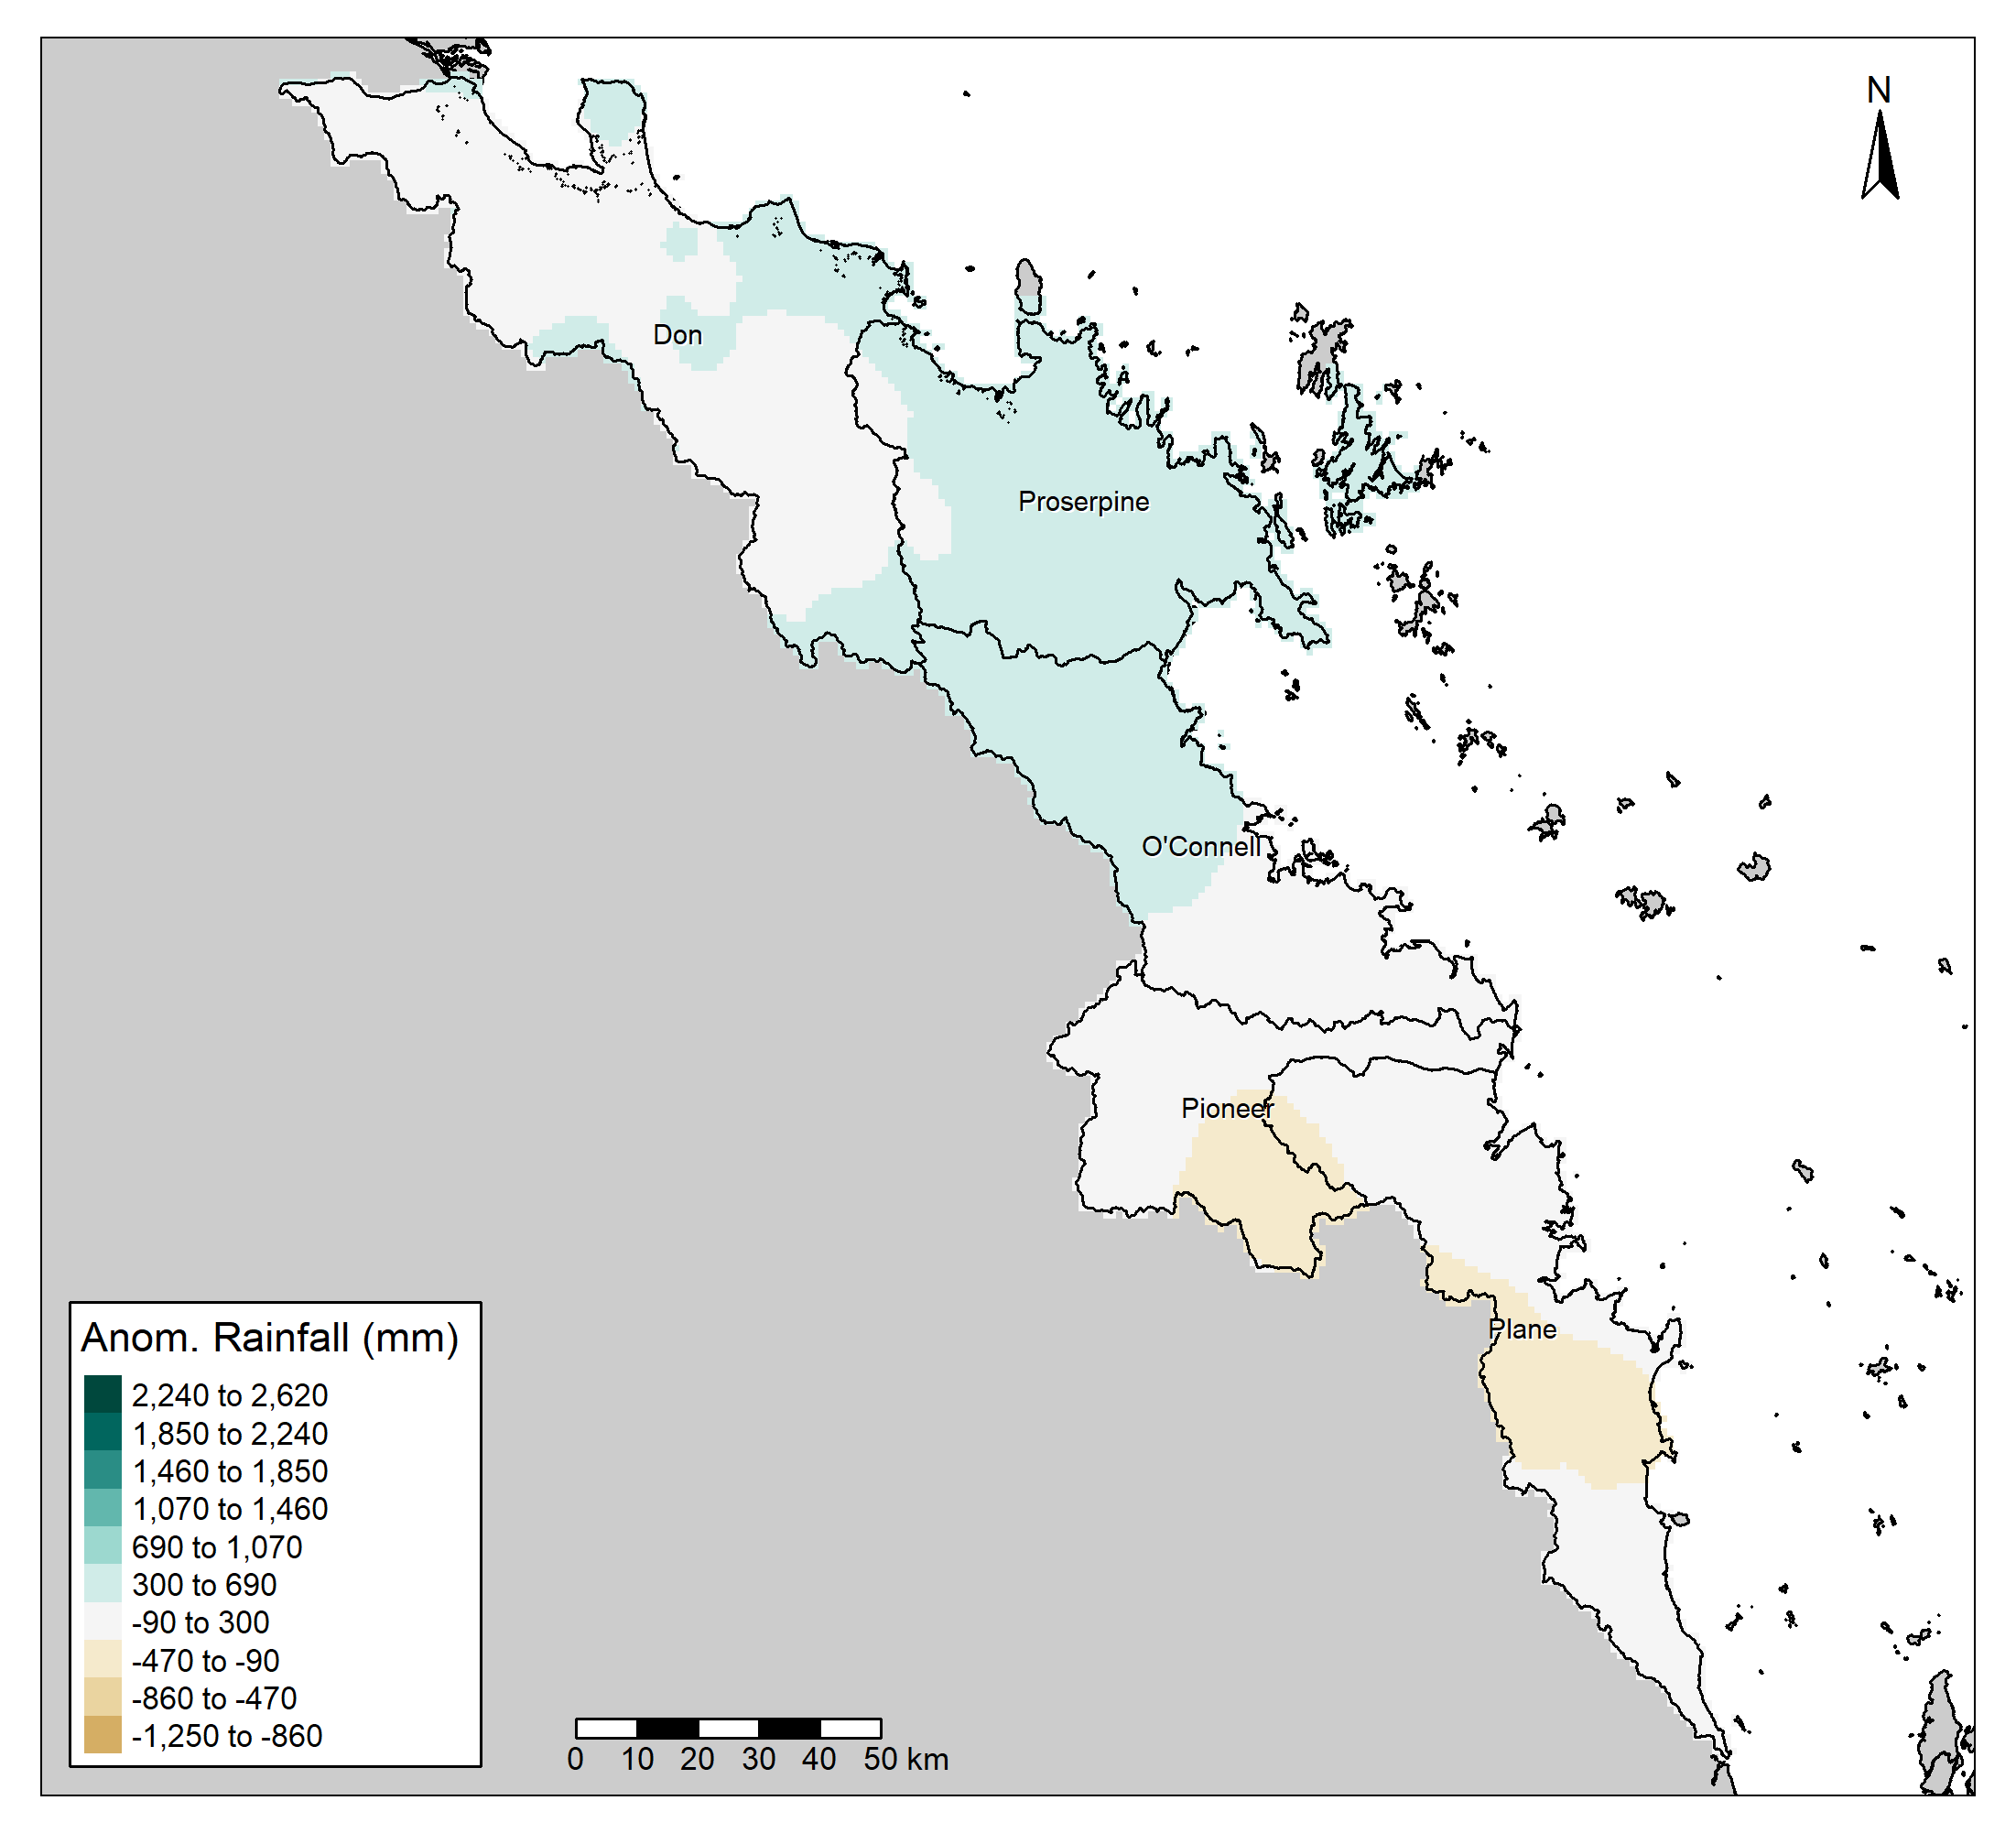 N
Don
Proserpine
O'Connell
Pioneer
Plane
Anom. Rainfall (mm)
2,240 to 2,620
1,850 to 2,240
1,460 to 1,850
1,070 to 1,460
690 to 1,070
300 to 690
-90 to 300
-470 to -90
-860 to -470
-1,250 to -860
0 10 20 30 40 50 km